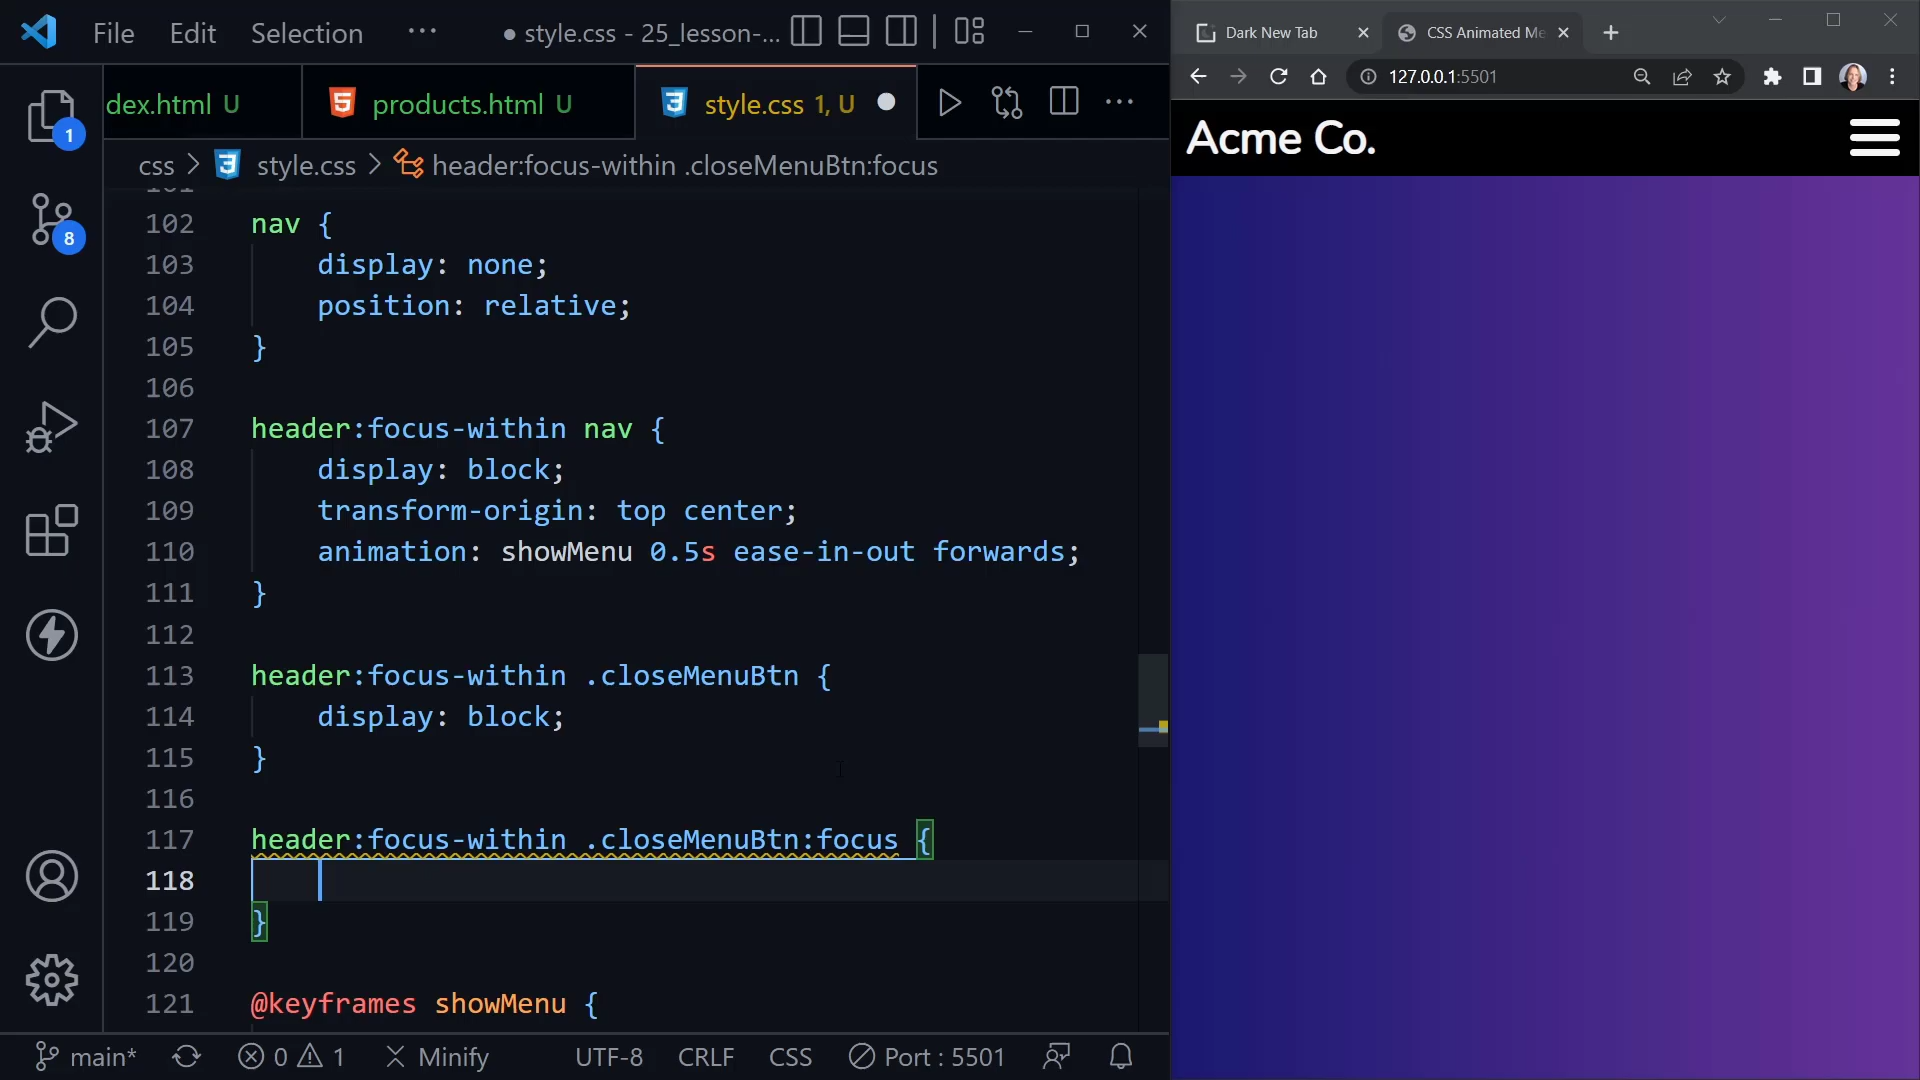 File Edit Selection ··· ● style.css - 25_lesson-...
dex.html U products.html U style.css 1, U ● ···
css > style.css > header:focus-within .closeMenuBtn:focus
101
102 nav {
103 display: none;
104 position: relative;
105 }
106
107 header:focus-within nav {
108 display: block;
109 transform-origin: top center;
110 animation: showMenu 0.5s ease-in-out forwards;
111 }
112
113 header:focus-within .closeMenuBtn {
114 display: block;
115 }
116
117 header:focus-within .closeMenuBtn:focus {
118
119 }
120
121 @keyframes showMenu {
1
8
main* 0 1 Minify UTF-8 CRLF CSS Port : 5501
Dark New Tab CSS Animated Me
127.0.0.1:5501
Acme Co.